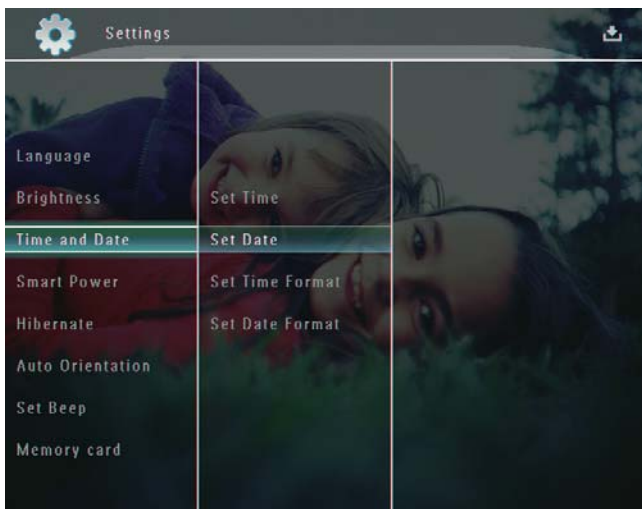 Settings
Language
Brightness
Time and Date
Smart Power
Hibernate
Auto Orientation
Set Beep
Memory card
Set Time
Set Date
Set Time Format
Set Date Format